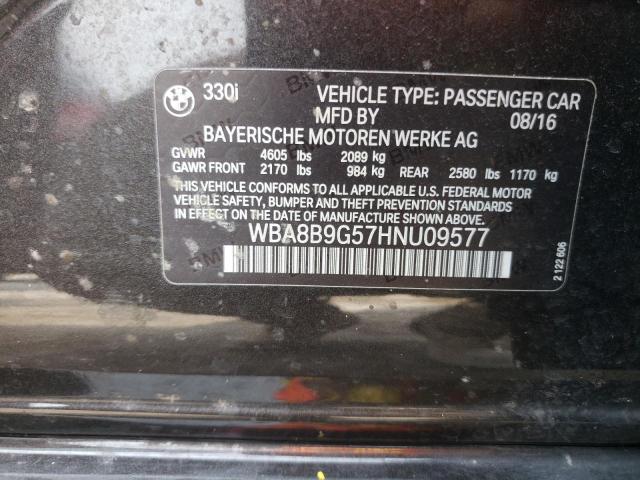 330i VEHICLE TYPE: PASSENGER CAR
MFD BY 08/16
BAYERISCHE MOTOREN WERKE AG
GVWR 4605 lbs 2089 kg
GAWR FRONT 2170 lbs 984 kg REAR 2580 lbs 1170 kg
THIS VEHICLE CONFORMS TO ALL APPLICABLE U.S. FEDERAL MOTOR
VEHICLE SAFETY, BUMPER AND THEFT PREVENTION STANDARDS
IN EFFECT ON THE DATE OF MANUFACTURE SHOWN ABOVE.
WBA8B9G57HNU09577
2 122 606